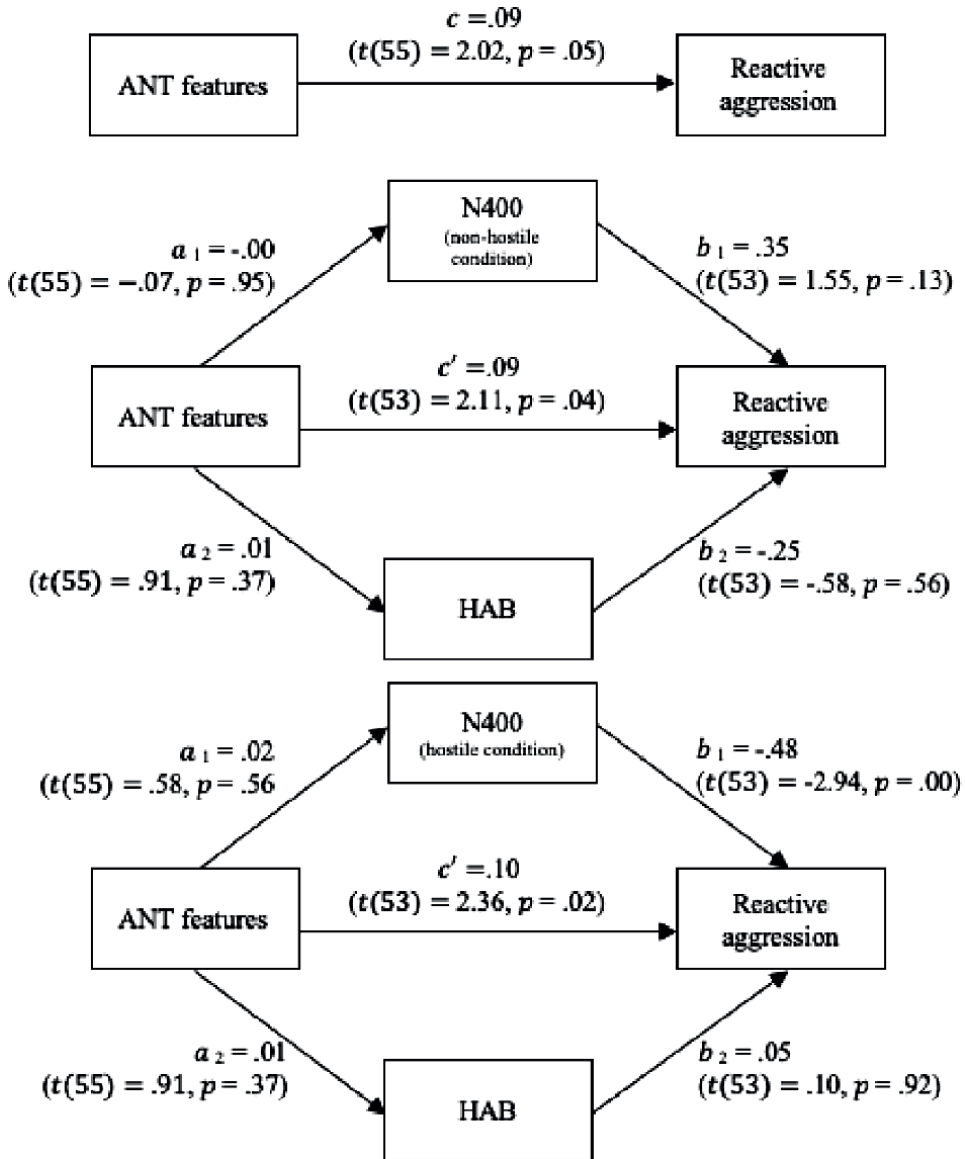 c =.09
(t(55) = 2.02, p = .05)
ANT features
Reactive
aggression
N400
(non-hostile
condition)
a 1 = -.00
(t(55) = −.07, p = .95)
b 1 = .35
(t(53) = 1.55, p = .13)
ANT features
c′ =.09
(t(53) = 2.11, p = .04)
Reactive
aggression
a 2 = .01
(t(55) = .91, p = .37)
b 2 = -.25
(t(53) = -.58, p = .56)
HAB
N400
(hostile condition)
a 1 = .02
(t(55) = .58, p = .56
b 1 = -.48
(t(53) = -2.94, p = .00)
ANT features
c′ =.10
(t(53) = 2.36, p = .02)
Reactive
aggression
a 2 = .01
(t(55) = .91, p = .37)
b 2 = .05
(t(53) = .10, p = .92)
HAB